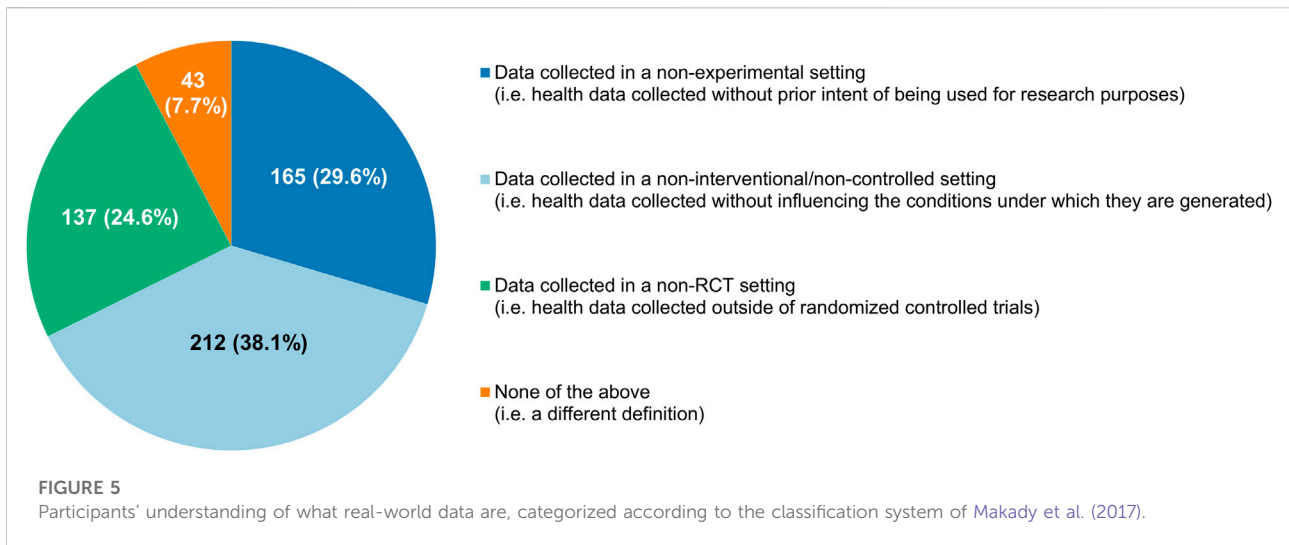 43
(7.7%)
165 (29.6%)
137 (24.6%)
212 (38.1%)
Data collected in a non-experimental setting
(i.e. health data collected without prior intent of being used for research purposes)
Data collected in a non-interventional/non-controlled setting
(i.e. health data collected without influencing the conditions under which they are generated)
Data collected in a non-RCT setting
(i.e. health data collected outside of randomized controlled trials)
None of the above
(i.e. a different definition)
FIGURE 5
Participants' understanding of what real-world data are, categorized according to the classification system of Makady et al. (2017).